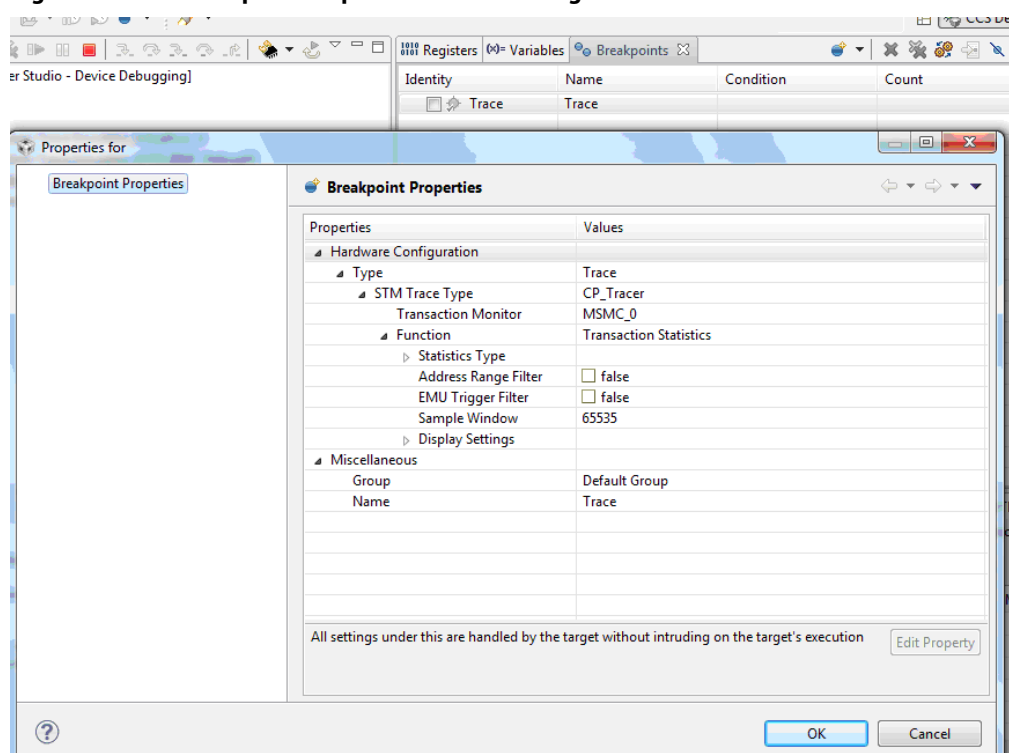 CCS De
Registers (x)= Variables Breakpoints
er Studio - Device Debugging]
Identity Name Condition Count
Trace Trace
Properties for
Breakpoint Properties
Breakpoint Properties
Properties Values
Hardware Configuration
Type Trace
STM Trace Type CP_Tracer
Transaction Monitor MSMC_0
Function Transaction Statistics
Statistics Type
Address Range Filter false
EMU Trigger Filter false
Sample Window 65535
Display Settings
Miscellaneous
Group Default Group
Name Trace
All settings under this are handled by the target without intruding on the target's execution
Edit Property
OK Cancel